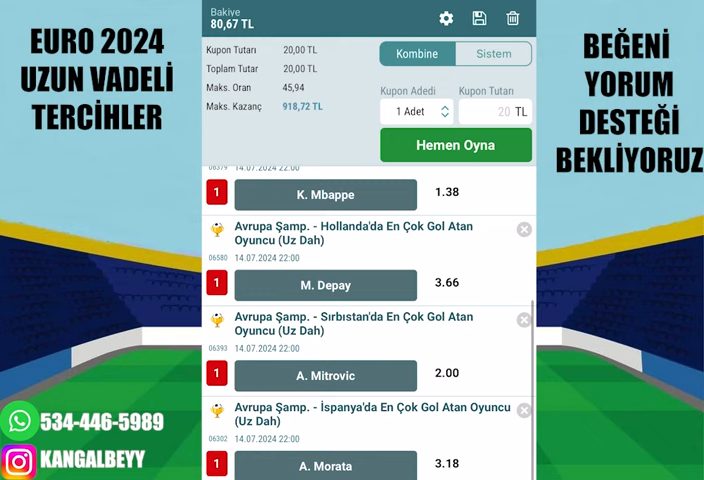 EURO 2024
UZUN VADELİ
TERCİHLER
Bakiye
80,67 TL
Kupon Tutarı 20,00 TL
Toplam Tutar 20,00 TL
Maks. Oran 45,94
Maks. Kazanç 918,72 TL
Kombine Sistem
Kupon Adedi Kupon Tutarı
1 Adet 20 TL
Hemen Oyna
06379 14.07.2024 22:00
1 K. Mbappe 1.38
Avrupa Şamp. - Hollanda'da En Çok Gol Atan
Oyuncu (Uz Dah)
06580 14.07.2024 22:00
1 M. Depay 3.66
Avrupa Şamp. - Sırbıstan'da En Çok Gol Atan
Oyuncu (Uz Dah)
06393 14.07.2024 22:00
1 A. Mitrovic 2.00
Avrupa Şamp. - İspanya'da En Çok Gol Atan Oyuncu
(Uz Dah)
06302 14.07.2024 22:00
1 A. Morata 3.18
BEĞENİ
YORUM
DESTEĞİ
BEKLİYORUZ
534-446-5989
KANGALBEYY